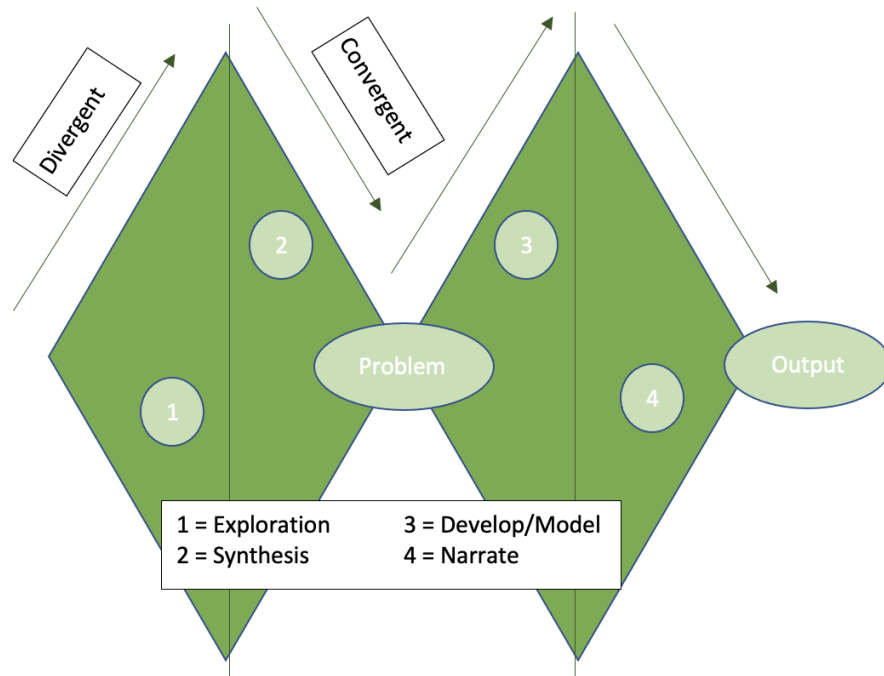 Divergent
Convergent
2
3
Problem
Output
1
4
1 = Exploration
2 = Synthesis
3 = Develop/Model
4 = Narrate